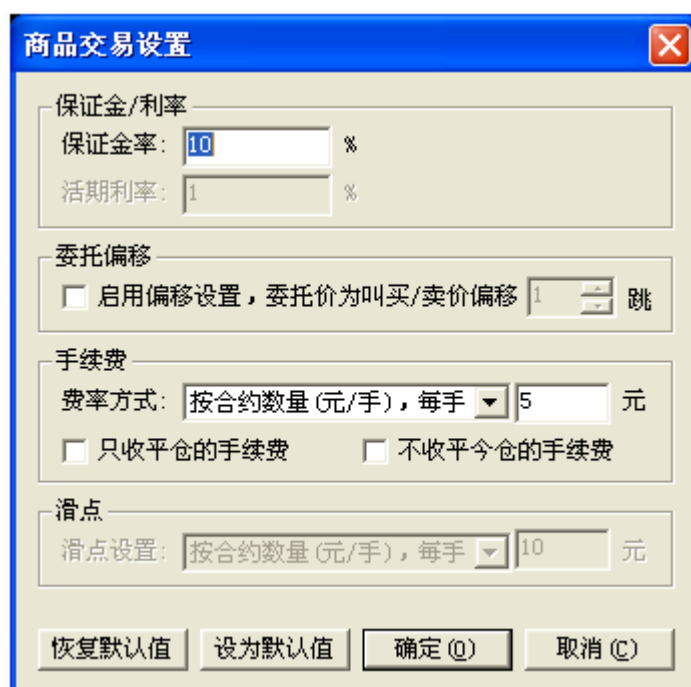 商品交易设置
保证金/利率
保证金率: 10 %
活期利率: 1 %
委托偏移
启用偏移设置,委托价为叫买/卖价偏移 1 跳
手续费
费率方式: 按合约数量(元/手),每手 5 元
只收平仓的手续费 不收平今仓的手续费
滑点
滑点设置: 按合约数量(元/手),每手 10 元
恢复默认值 设为默认值 确定(O) 取消(C)